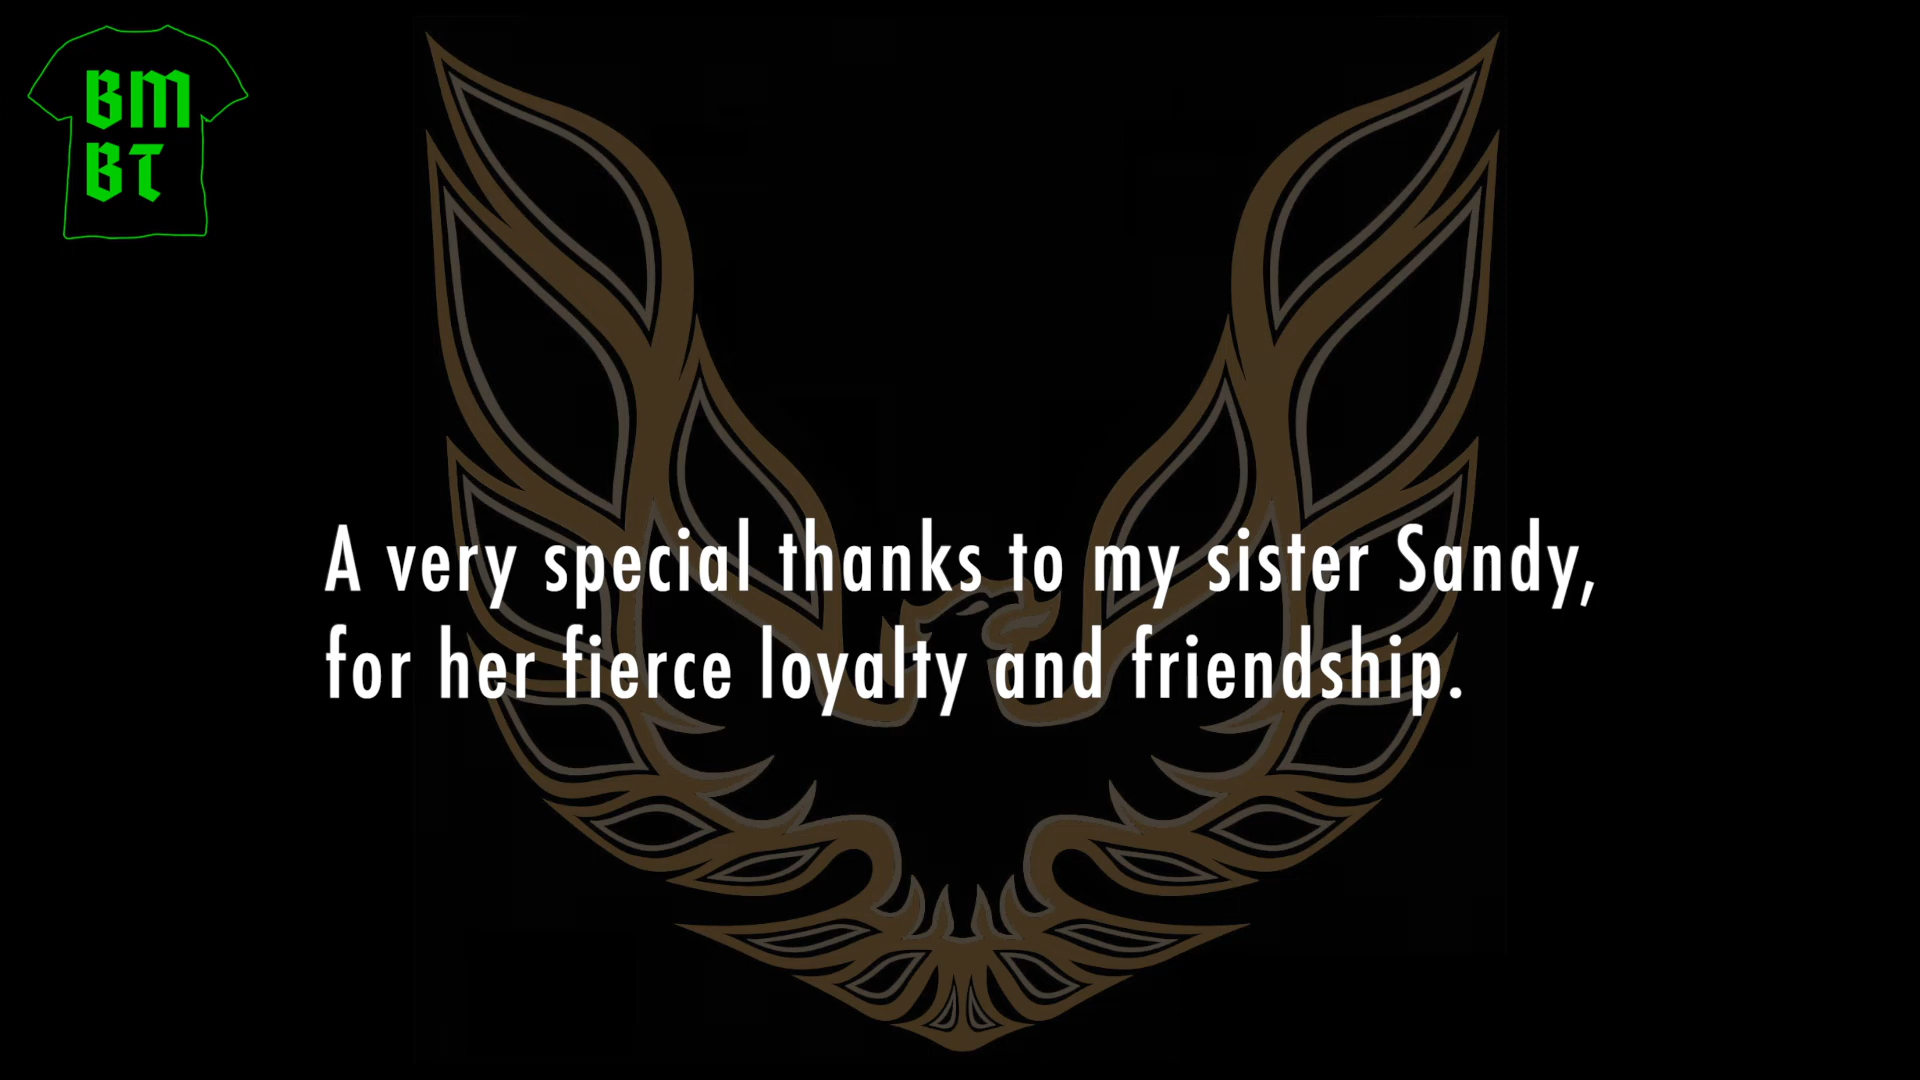 BM
BT
A very special thanks to my sister Sandy,
for her fierce loyalty and friendship.